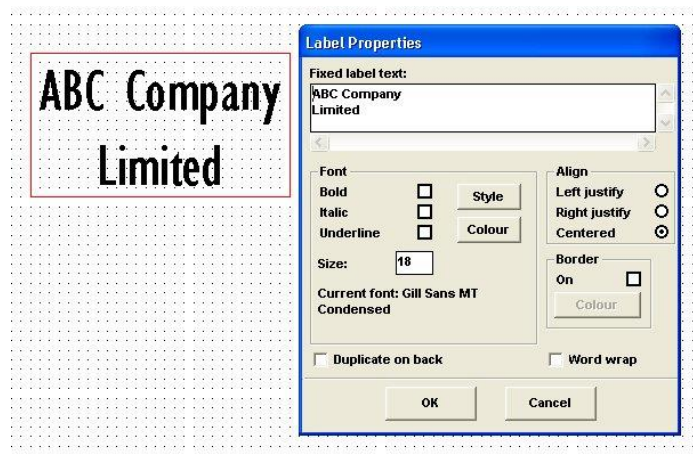 ABC Company
Limited
Label Properties
Fixed label text:
ABC Company
Limited
Font
Bold
Italic
Underline
Style
Colour
Size: 18
Current font: Gill Sans MT
Condensed
Align
Left justify
Right justify
Centered
Border
On
Colour
Duplicate on back
Word wrap
OK
Cancel